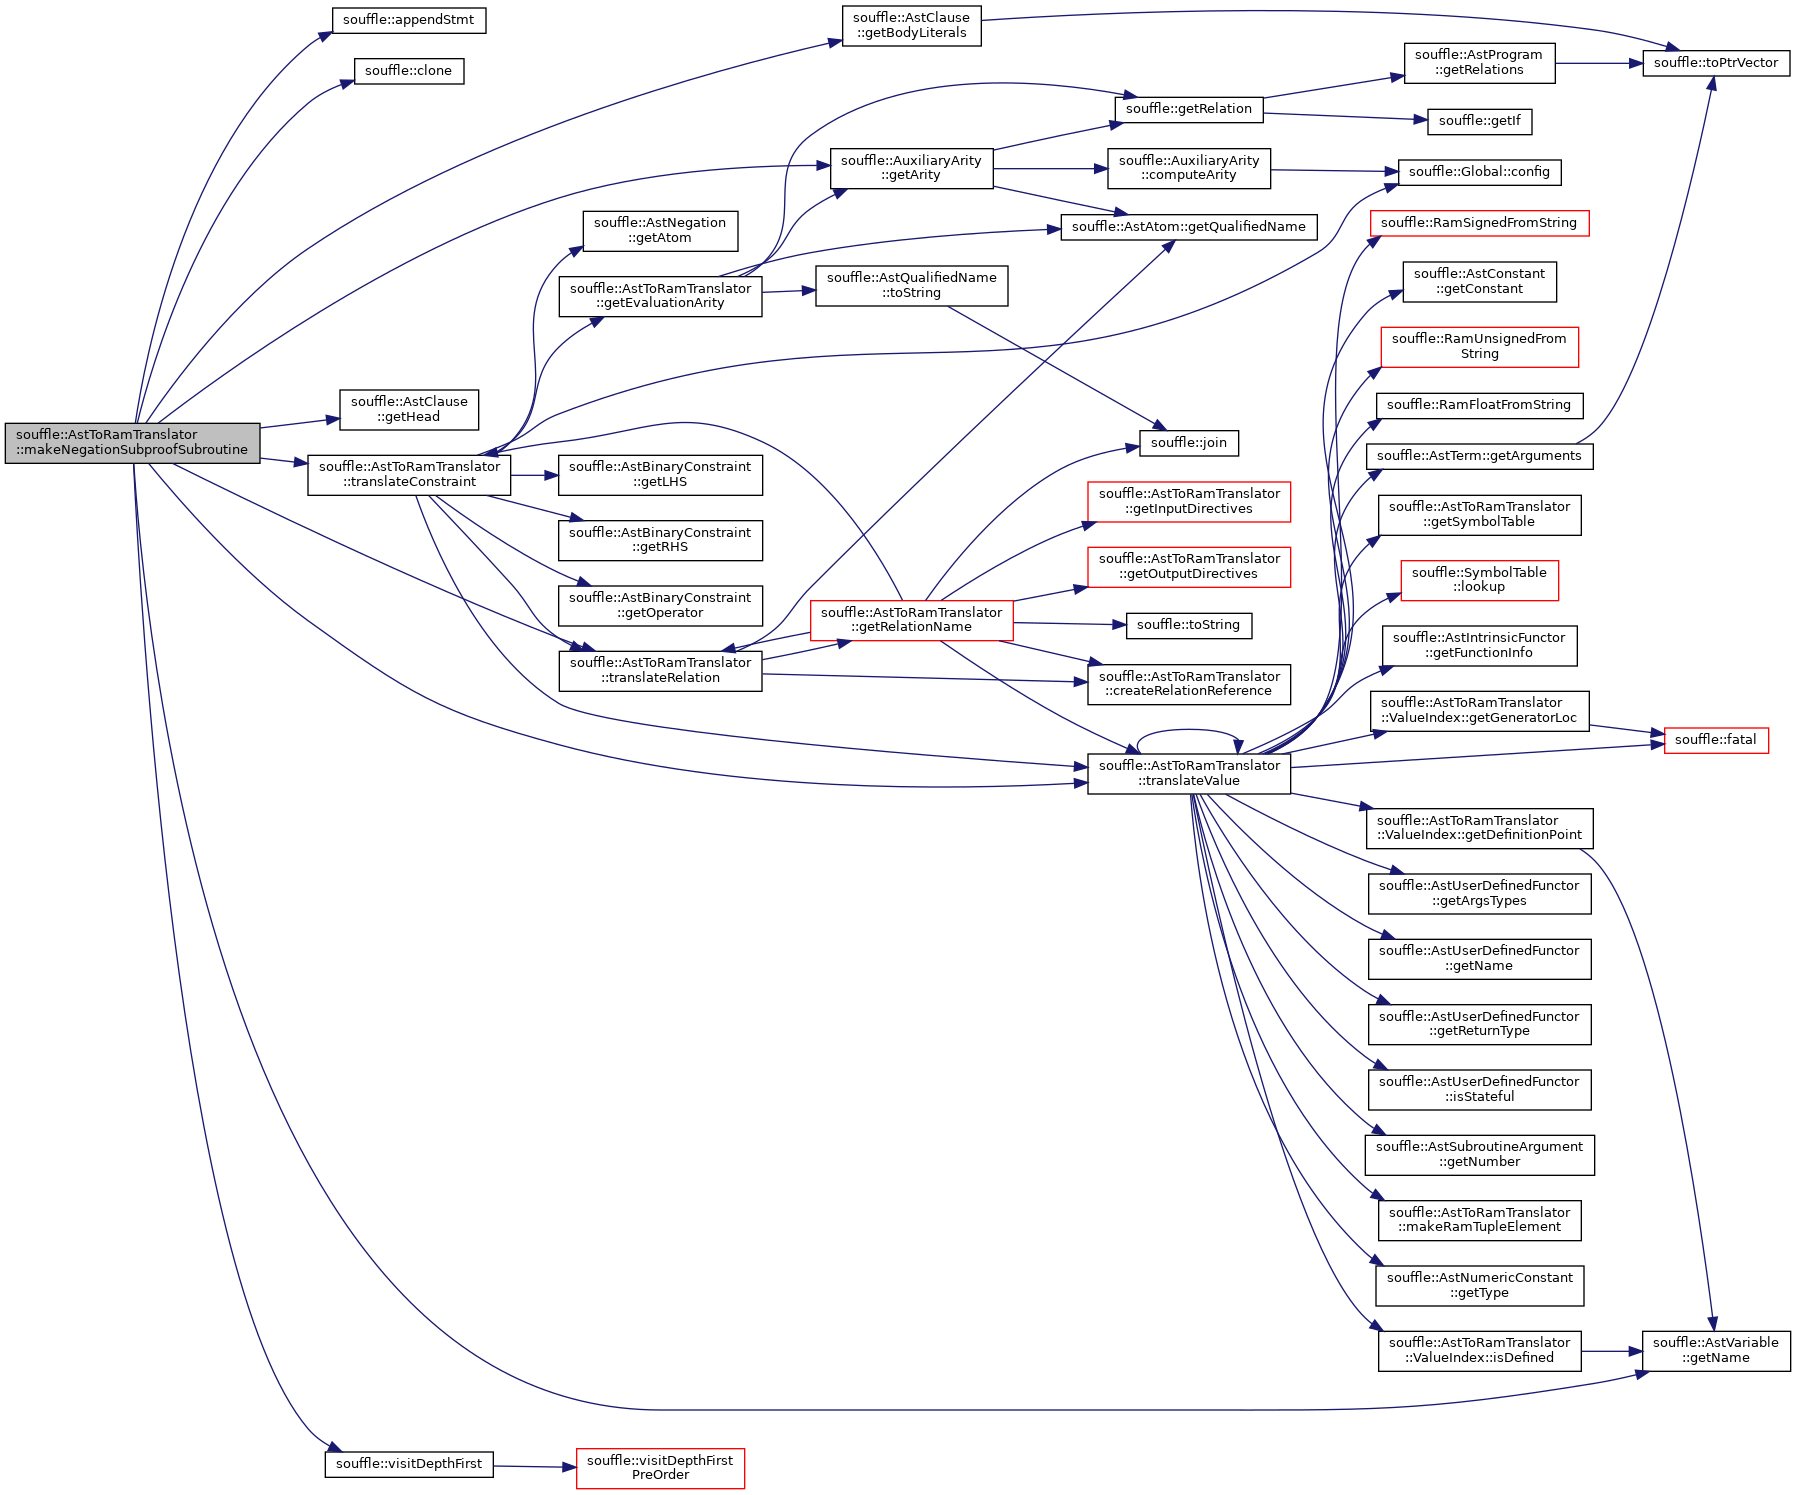 souffle::AstToRamTranslator
::makeNegationSubproofSubroutine
souffle::appendStmt
souffle::clone
souffle::AstClause
::getHead
souffle::AstToRamTranslator
::translateConstraint
souffle::visitDepthFirst
souffle::AstNegation
::getAtom
souffle::AstToRamTranslator
::getEvaluationArity
souffle::AstBinaryConstraint
::getLHS
souffle::AstBinaryConstraint
::getRHS
souffle::AstBinaryConstraint
::getOperator
souffle::AstToRamTranslator
::translateRelation
souffle::visitDepthFirst
PreOrder
souffle::AstClause
::getBodyLiterals
souffle::AuxiliaryArity
::getArity
souffle::AstQualifiedName
::toString
souffle::AstToRamTranslator
::getRelationName
souffle::getRelation
souffle::AuxiliaryArity
::computeArity
souffle::AstAtom::getQualifiedName
souffle::join
souffle::AstToRamTranslator
::getInputDirectives
souffle::AstToRamTranslator
::getOutputDirectives
souffle::toString
souffle::AstToRamTranslator
::createRelationReference
souffle::AstToRamTranslator
::translateValue
souffle::AstProgram
::getRelations
souffle::getIf
souffle::Global::config
souffle::RamSignedFromString
souffle::AstConstant
::getConstant
souffle::RamUnsignedFrom
String
souffle::RamFloatFromString
souffle::AstTerm::getArguments
souffle::AstToRamTranslator
::getSymbolTable
souffle::SymbolTable
::lookup
souffle::AstIntrinsicFunctor
::getFunctionInfo
souffle::AstToRamTranslator
::ValueIndex::getGeneratorLoc
souffle::AstToRamTranslator
::ValueIndex::getDefinitionPoint
souffle::AstUserDefinedFunctor
::getArgsTypes
souffle::AstUserDefinedFunctor
::getName
souffle::AstUserDefinedFunctor
::getReturnType
souffle::AstUserDefinedFunctor
::isStateful
souffle::AstSubroutineArgument
::getNumber
souffle::AstToRamTranslator
::makeRamTupleElement
souffle::AstNumericConstant
::getType
souffle::AstToRamTranslator
::ValueIndex::isDefined
souffle::toPtrVector
souffle::fatal
souffle::AstVariable
::getName